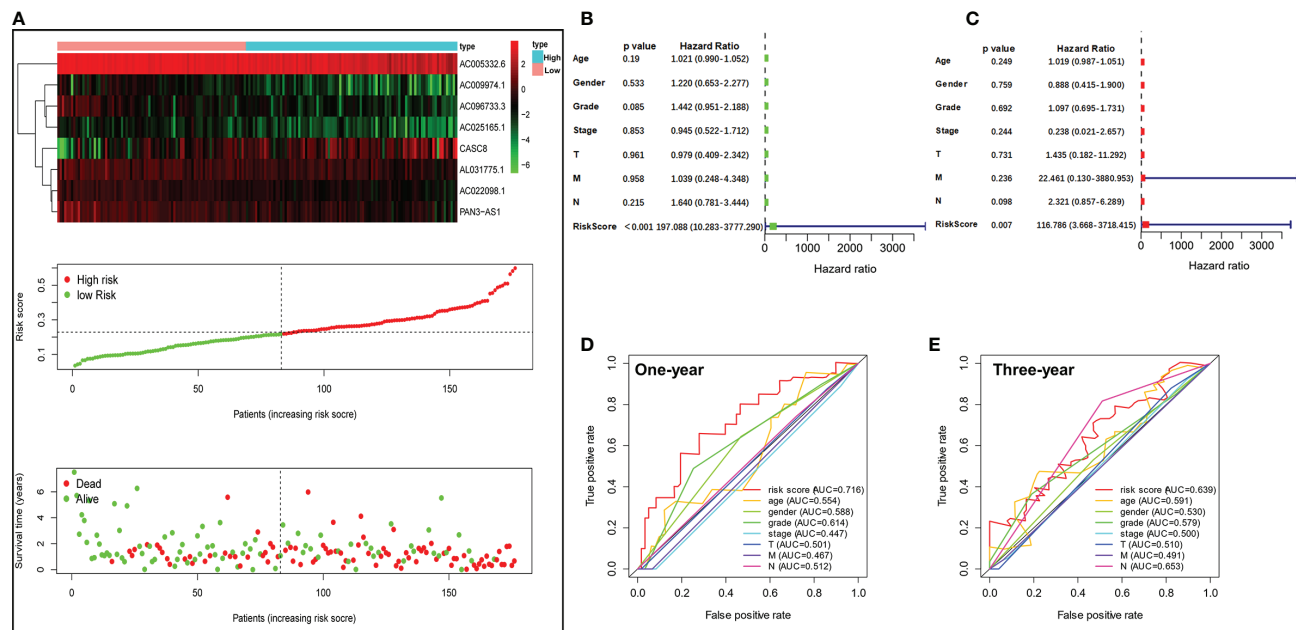 A
type
type
High
Low
AC005332.6
AC009974.1
AC096733.3
AC025165.1
CASC8
AL031775.1
AC022098.1
PAN3-AS1
2
0
−2
−4
−6
High risk
low Risk
Risk score
0.1
0.3
0.5
0
50
100
150
Patients (increasing risk socre)
Dead
Alive
Survival time (years)
0
2
4
6
0
50
100
150
Patients (increasing risk socre)
B
p value Hazard Ratio
Age 0.19 1.021 (0.990-1.052)
Gender 0.533 1.220 (0.653-2.277)
Grade 0.085 1.442 (0.951-2.188)
Stage 0.853 0.945 (0.522-1.712)
T 0.961 0.979 (0.409-2.342)
M 0.958 1.039 (0.248-4.348)
N 0.215 1.640 (0.781-3.444)
RiskScore <0.001 197.088 (10.283-3777.290)
0 1000 2000 3000
Hazard ratio
C
p value Hazard Ratio
Age 0.249 1.019 (0.987-1.051)
Gender 0.759 0.888 (0.415-1.900)
Grade 0.692 1.097 (0.695-1.731)
Stage 0.244 0.238 (0.021-2.657)
T 0.731 1.435 (0.182-11.292)
M 0.236 22.461 (0.130-3880.953)
N 0.098 2.321 (0.857-6.289)
RiskScore 0.007 116.786 (3.668-3718.415)
0 1000 2000 3000
Hazard ratio
D
One-year
True positive rate
0.0 0.2 0.4 0.6 0.8 1.0
risk score (AUC=0.716)
age (AUC=0.554)
gender (AUC=0.588)
grade (AUC=0.614)
stage (AUC=0.447)
T (AUC=0.501)
M (AUC=0.467)
N (AUC=0.512)
0.0 0.2 0.4 0.6 0.8 1.0
False positive rate
E
Three-year
True positive rate
0.0 0.2 0.4 0.6 0.8 1.0
risk score (AUC=0.639)
age (AUC=0.591)
gender (AUC=0.530)
grade (AUC=0.579)
stage (AUC=0.500)
T (AUC=0.510)
M (AUC=0.491)
N (AUC=0.653)
0.0 0.2 0.4 0.6 0.8 1.0
False positive rate